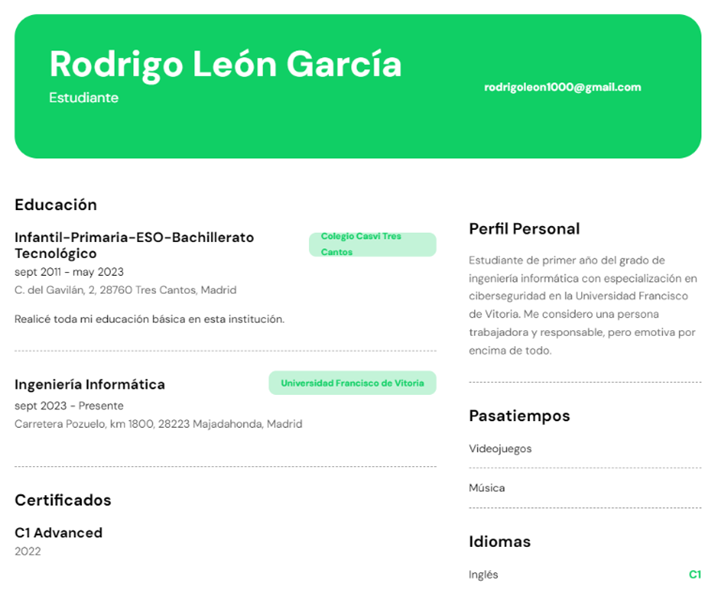 Rodrigo León García
Estudiante
rodrigoleon1000@gmail.com
Educación
Infantil-Primaria-ESO-Bachillerato
Tecnológico
Colegio Casvi Tres
Cantos
sept 2011 - may 2023
C. del Gavilán, 2, 28760 Tres Cantos, Madrid
Realicé toda mi educación básica en esta institución.
Ingeniería Informática
Universidad Francisco de Vitoria
sept 2023 - Presente
Carretera Pozuelo, km 1800, 28223 Majadahonda, Madrid
Certificados
C1 Advanced
2022
Perfil Personal
Estudiante de primer año del grado de
ingeniería informática con especialización en
ciberseguridad en la Universidad Francisco
de Vitoria. Me considero una persona
trabajadora y responsable, pero emotiva por
encima de todo.
Pasatiempos
Videojuegos
Música
Idiomas
Inglés C1